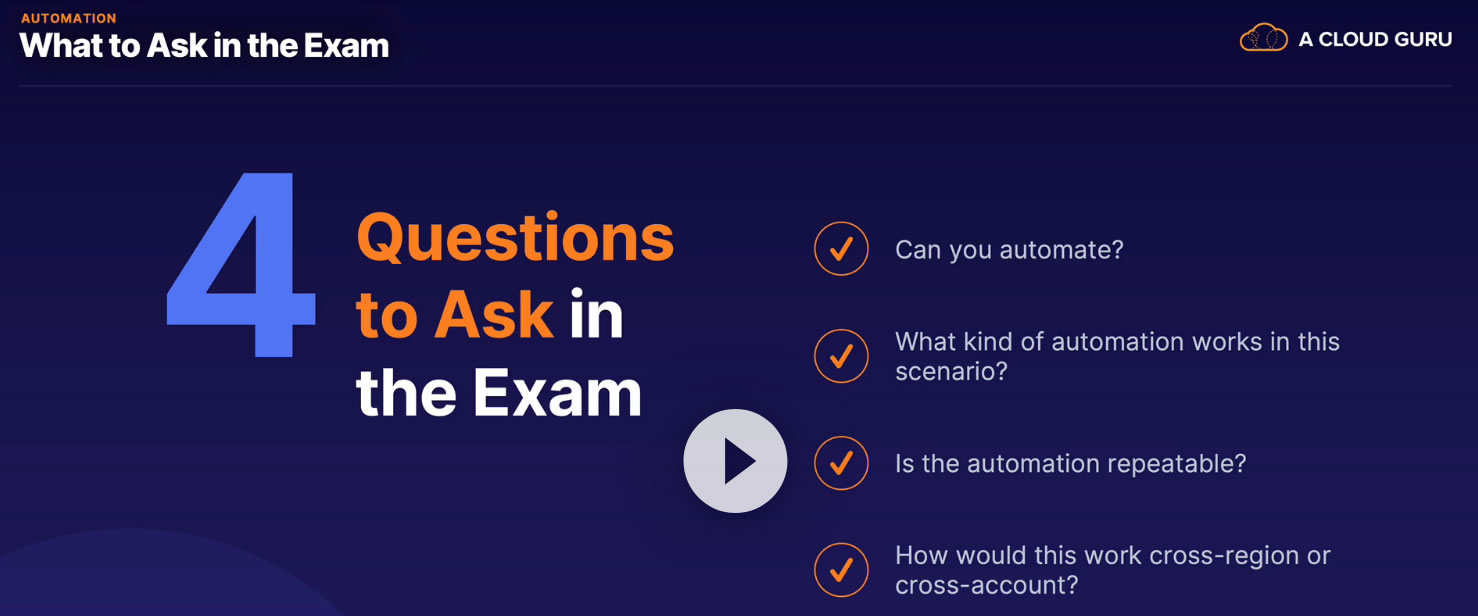 AUTOMATION
What to Ask in the Exam
A CLOUD GURU
4
Questions
to Ask in
the Exam
Can you automate?
What kind of automation works in this
scenario?
Is the automation repeatable?
How would this work cross-region or
cross-account?